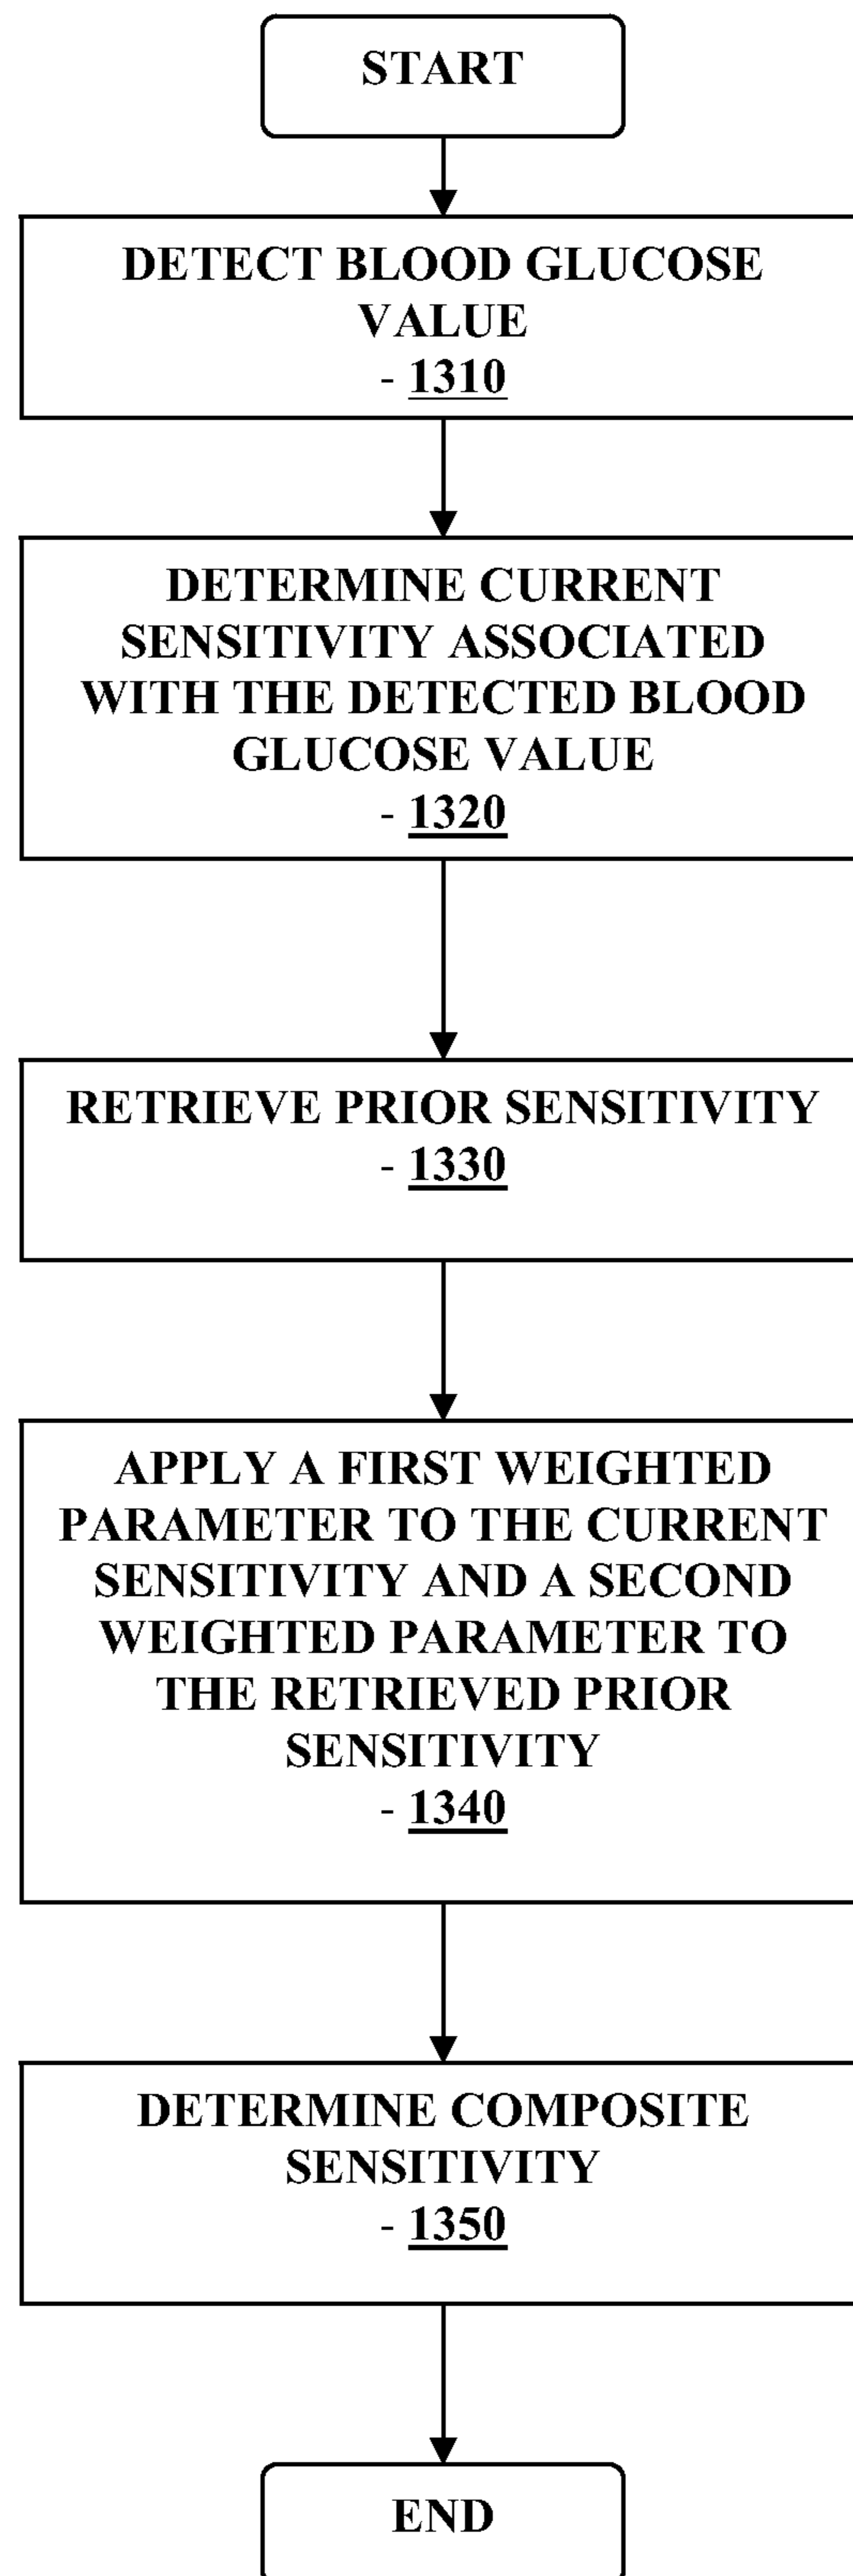 START
DETECT BLOOD GLUCOSE
VALUE
- 1310
DETERMINE CURRENT
SENSITIVITY ASSOCIATED
WITH THE DETECTED BLOOD
GLUCOSE VALUE
- 1320
RETRIEVE PRIOR SENSITIVITY
- 1330
APPLY A FIRST WEIGHTED
PARAMETER TO THE CURRENT
SENSITIVITY AND A SECOND
WEIGHTED PARAMETER TO
THE RETRIEVED PRIOR
SENSITIVITY
- 1340
DETERMINE COMPOSITE
SENSITIVITY
- 1350
END